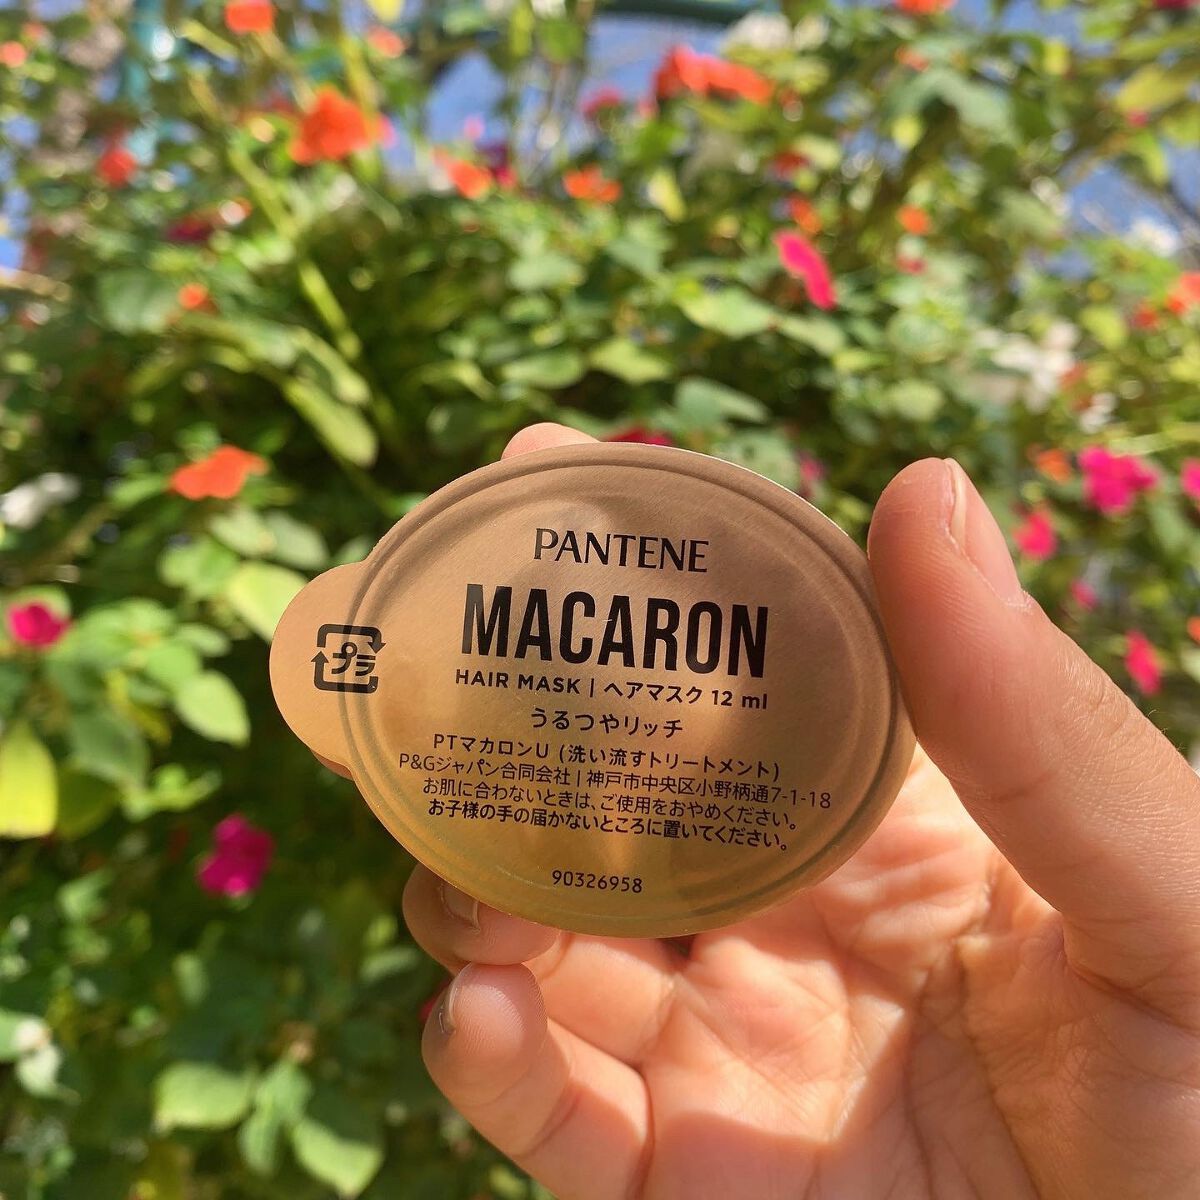 PANTENE
MACARON
HAIR MASK | ヘアマスク 12 ml
うるつやリッチ
プラ
PTマカロンU (洗い流すトリートメント)
P&Gジャパン合同会社 | 神戸市中央区小野柄通7-1-18
お肌に合わないときは、ご使用をおやめください。
お子様の手の届かないところに置いてください。
90326958